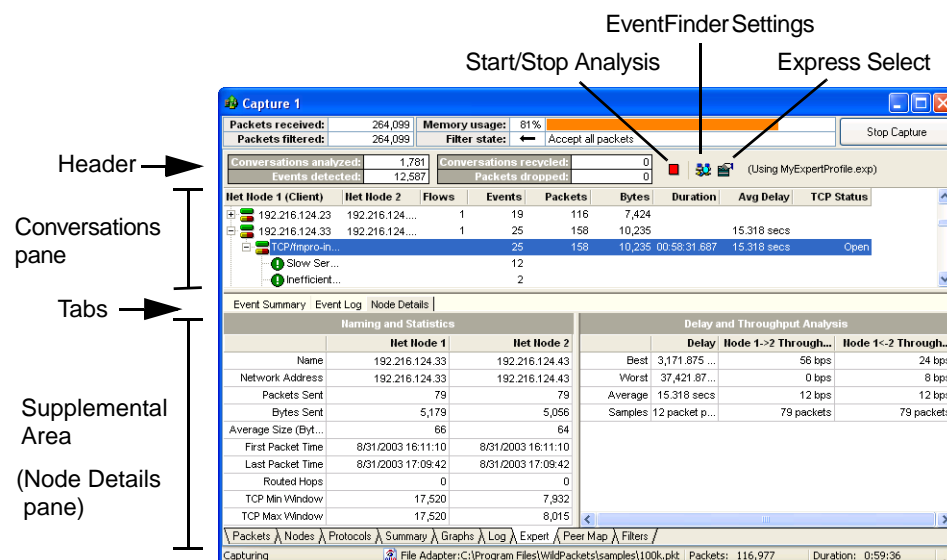 EventFinder Settings
Start/Stop Analysis Express Select
Capture 1
Packets received: 264,099 Memory usage: 81%
Packets filtered: 264,099 Filter state: Accept all packets
Stop Capture
Header
Conversations analyzed: 1,781 Conversations recycled: 0
Events detected: 12,587 Packets dropped: 0
(Using MyExpertProfile.exp)
Conversations pane
Net Node 1 (Client) Net Node 2 Flows Events Packets Bytes Duration Avg Delay TCP Status
192.216.124.23 192.216.124.... 1 19 116 7,424
192.216.124.33 192.216.124.... 1 25 158 10,235 15.318 secs
TCP/fmpro-in... 25 158 10,235 00:58:31.687 15.318 secs Open
Slow Ser... 12
Inefficient... 2
Tabs
Event Summary Event Log Node Details
Supplemental
Area
(Node Details
pane)
Naming and Statistics
Net Node 1 Net Node 2
Name 192.216.124.33 192.216.124.43
Network Address 192.216.124.33 192.216.124.43
Packets Sent 79 79
Bytes Sent 5,179 5,056
Average Size (Byt... 66 64
First Packet Time 8/31/2003 16:11:10 8/31/2003 16:11:10
Last Packet Time 8/31/2003 17:09:42 8/31/2003 17:09:42
Routed Hops 0 0
TCP Min Window 17,520 7,932
TCP Max Window 17,520 8,015
Delay and Throughput Analysis
Delay Node 1->2 Through... Node 1<-2 Through...
Best 3,171.875 ... 56 bps 24 bps
Worst 37,421.87... 0 bps 8 bps
Average 15.318 secs 12 bps 12 bps
Samples 12 packet p... 79 packets 79 packets
Packets Nodes Protocols Summary Graphs Log Expert Peer Map Filters
Capturing File Adapter:C:\Program Files\WildPackets\samples\100k.pkt Packets: 116,977 Duration: 0:59:36